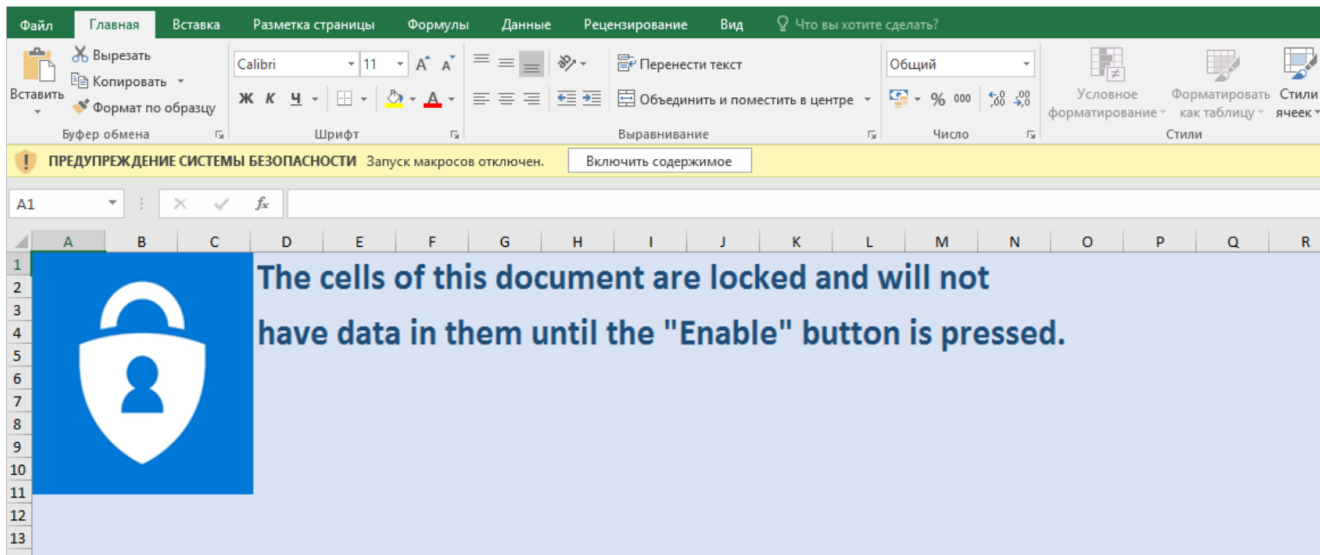 Файл Главная Вставка Разметка страницы Формулы Данные Рецензирование Вид Что вы хотите сделать?
Вставить
Вырезать
Копировать
Формат по образцу
Буфер обмена
Calibri 11
Ж К Ч
Шрифт
Перенести текст
Объединить и поместить в центре
Выравнивание
Общий
% 000 ,00 ,0 ,00
Число
Условное форматирование
Форматировать как таблицу
Стили ячеек
Стили
ПРЕДУПРЕЖДЕНИЕ СИСТЕМЫ БЕЗОПАСНОСТИ Запуск макросов отключен. Включить содержимое
A1 fx
A B C D E F G H I J K L M N O P Q R
1
2
3
4
5
6
7
8
9
10
11
12
13
The cells of this document are locked and will not
have data in them until the "Enable" button is pressed.